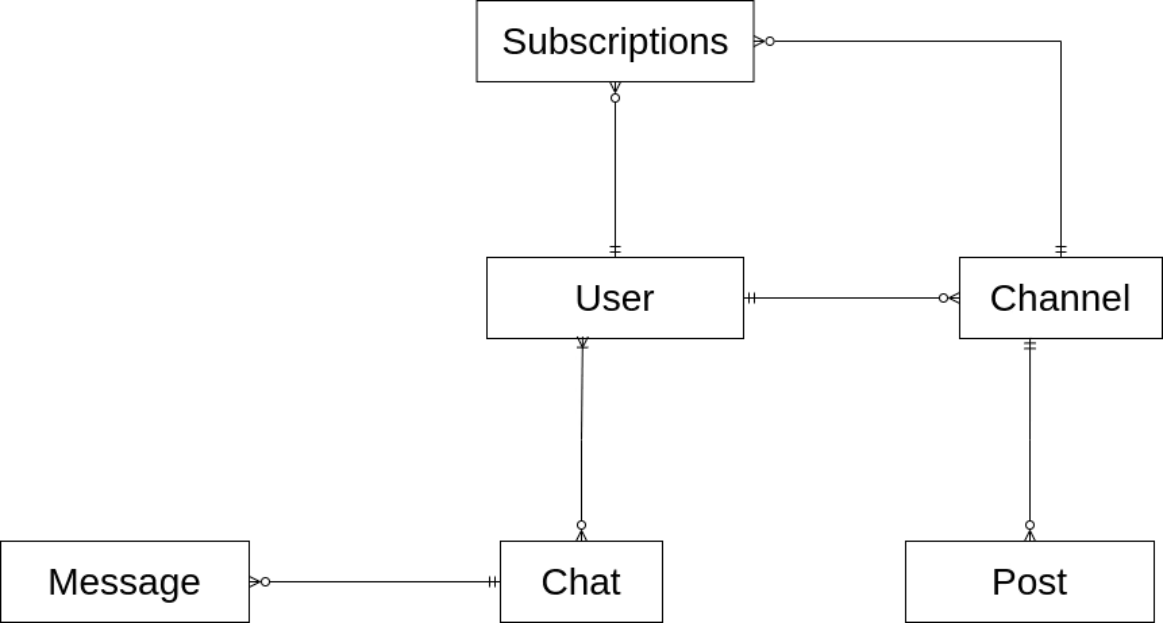 Subscriptions
User
Channel
Message
Chat
Post